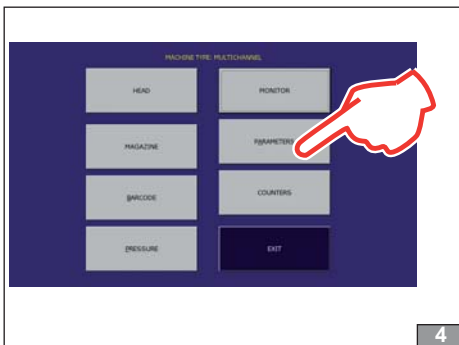 MACHINE TYPE: MULTICHANNEL
HEAD
MONITOR
MAGAZINE
PARAMETERS
BARCODE
COUNTERS
PRESSURE
EXIT
4